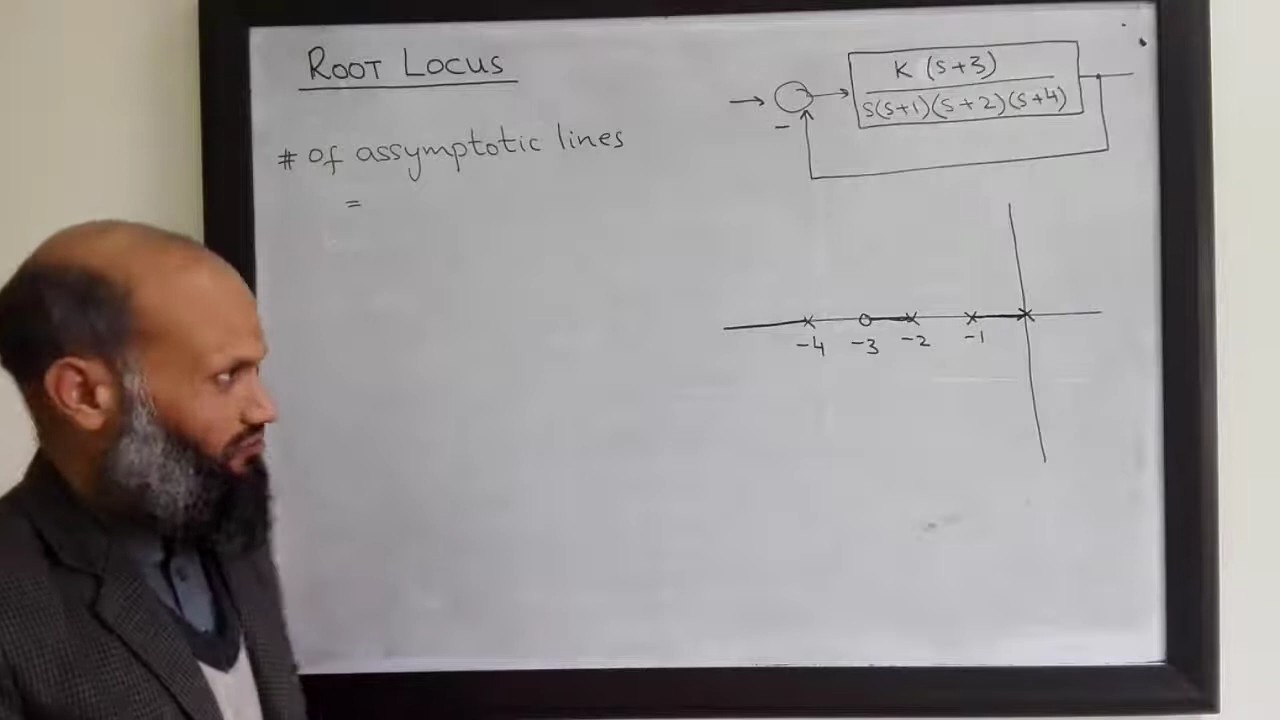 ROOT LOCUS
# of assymptotic lines
=
K (s+3)
s(s+1)(s+2)(s+4)
-
-4 -3 -2 -1